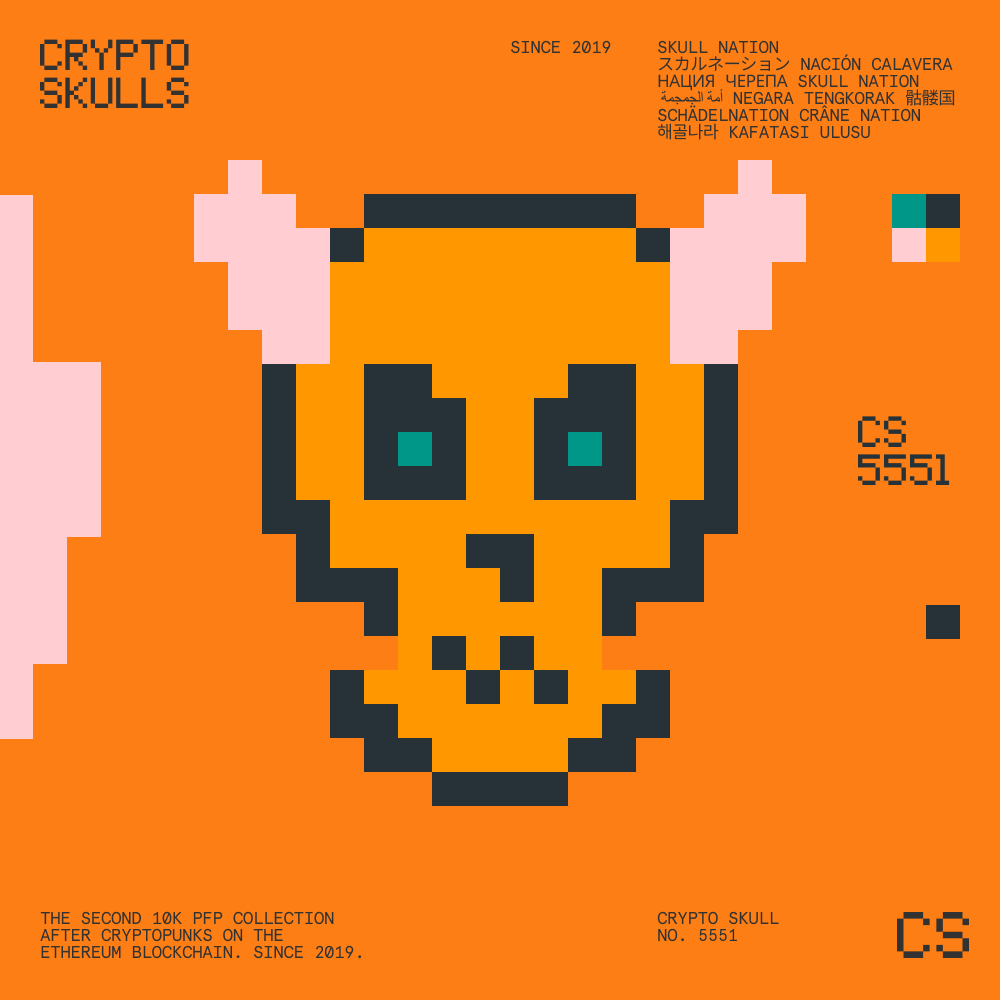 CRYPTO
SKULLS
SINCE 2019
SKULL NATION
スカルネーション NACIÓN CALAVERA
НАЦИЯ ЧЕРЕПА SKULL NATION
أمة الجمجمة NEGARA TENGKORAK 骷髅国
SCHÄDELNATION CRÂNE NATION
해골나라 KAFATASI ULUSU
CS
5551
THE SECOND 10K PFP COLLECTION
AFTER CRYPTOPUNKS ON THE
ETHEREUM BLOCKCHAIN. SINCE 2019.
CRYPTO SKULL
NO. 5551
CS